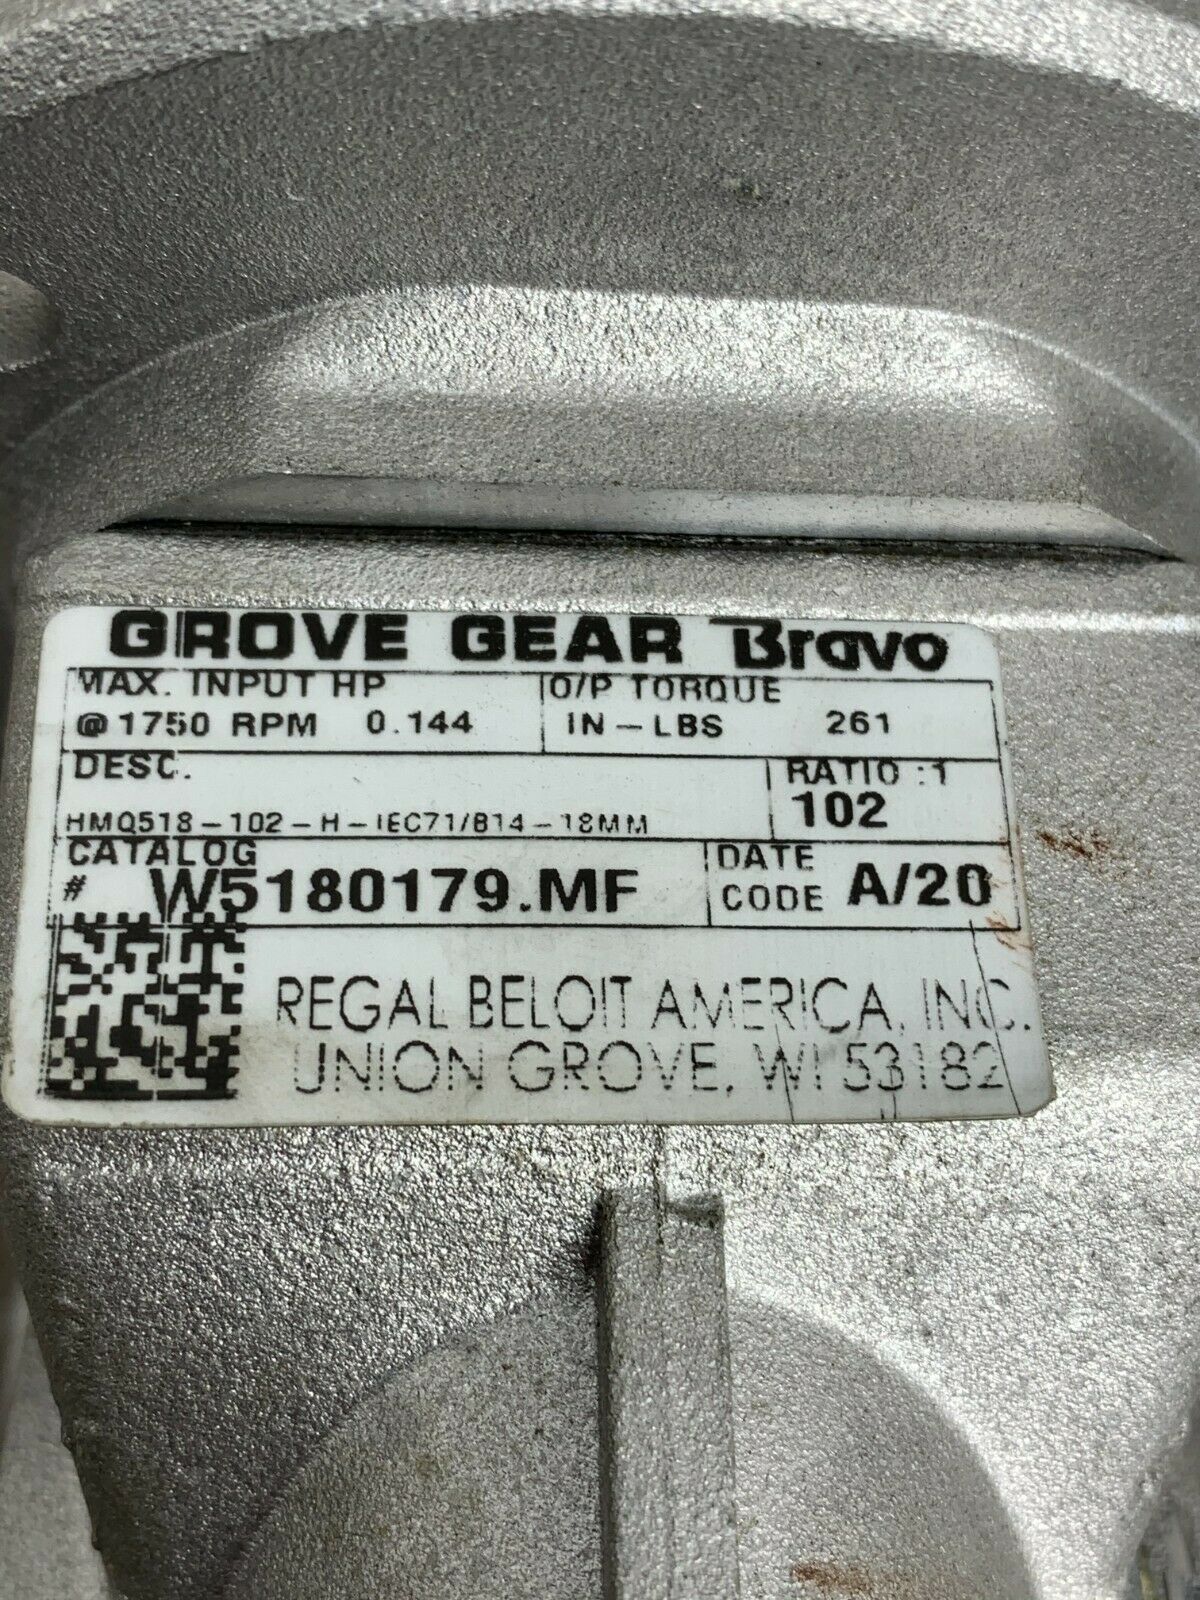 GROVE GEAR Bravo
MAX. INPUT HP
@ 1750 RPM 0.144
O/P TORQUE
IN-LBS 261
DESC.
HMQ518-102-H-IEC71/B14-18MM
RATIO :1
102
CATALOG
# W5180179.MF
DATE
CODE A/20
REGAL BELOIT AMERICA, INC.
UNION GROVE, WI 53182